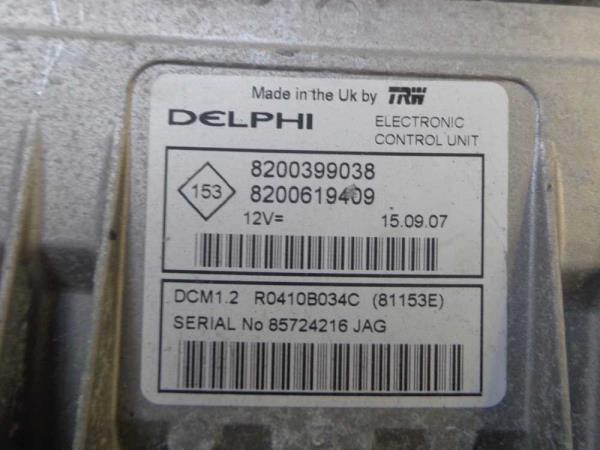 Made in the Uk by TRW
DELPHI ELECTRONIC
CONTROL UNIT
153
8200399038
8200619409
12V= 15.09.07
DCM1.2 R0410B034C (81153E)
SERIAL No 85724216 JAG